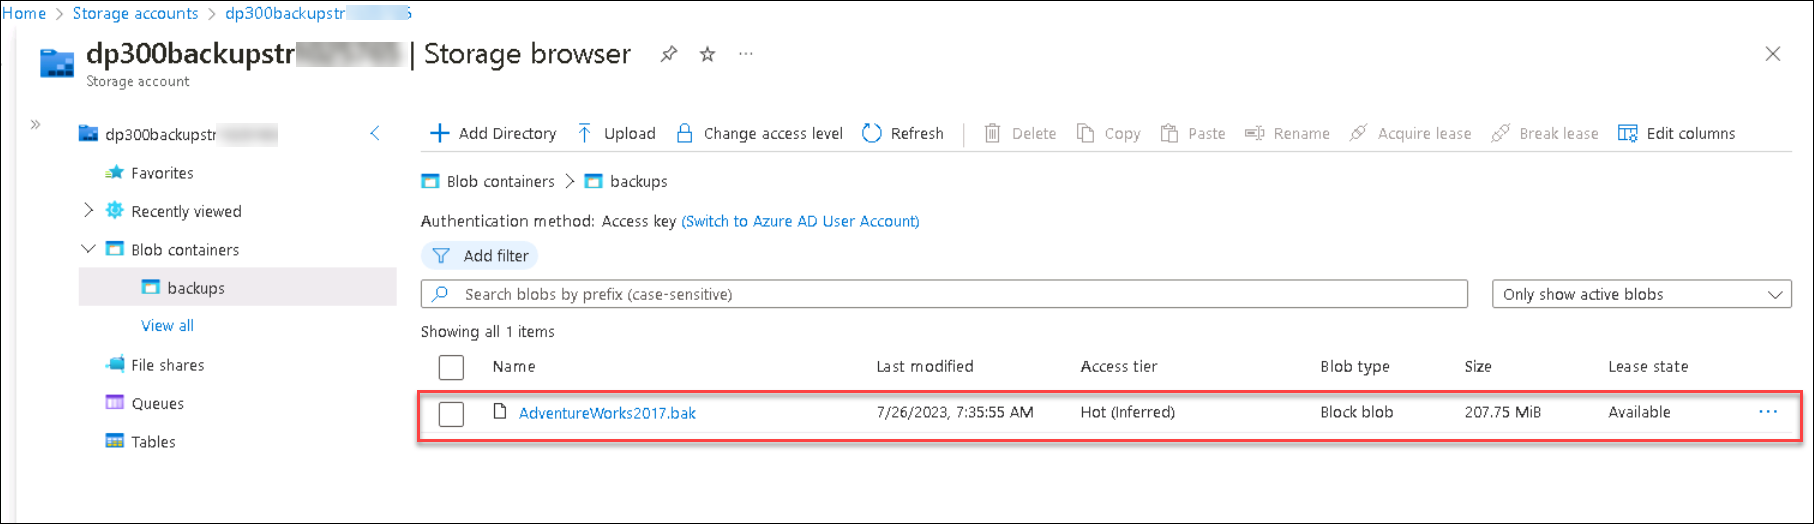 Home > Storage accounts > dp300backupstr
dp300backupstr | Storage browser
Storage account
dp300backupstr
Favorites
Recently viewed
Blob containers
backups
View all
File shares
Queues
Tables
Add Directory Upload Change access level Refresh Delete Copy Paste Rename Acquire lease Break lease Edit columns
Blob containers > backups
Authentication method: Access key (Switch to Azure AD User Account)
Add filter
Search blobs by prefix (case-sensitive) Only show active blobs
Showing all 1 items
Name Last modified Access tier Blob type Size Lease state
AdventureWorks2017.bak 7/26/2023, 7:35:55 AM Hot (Inferred) Block blob 207.75 MiB Available